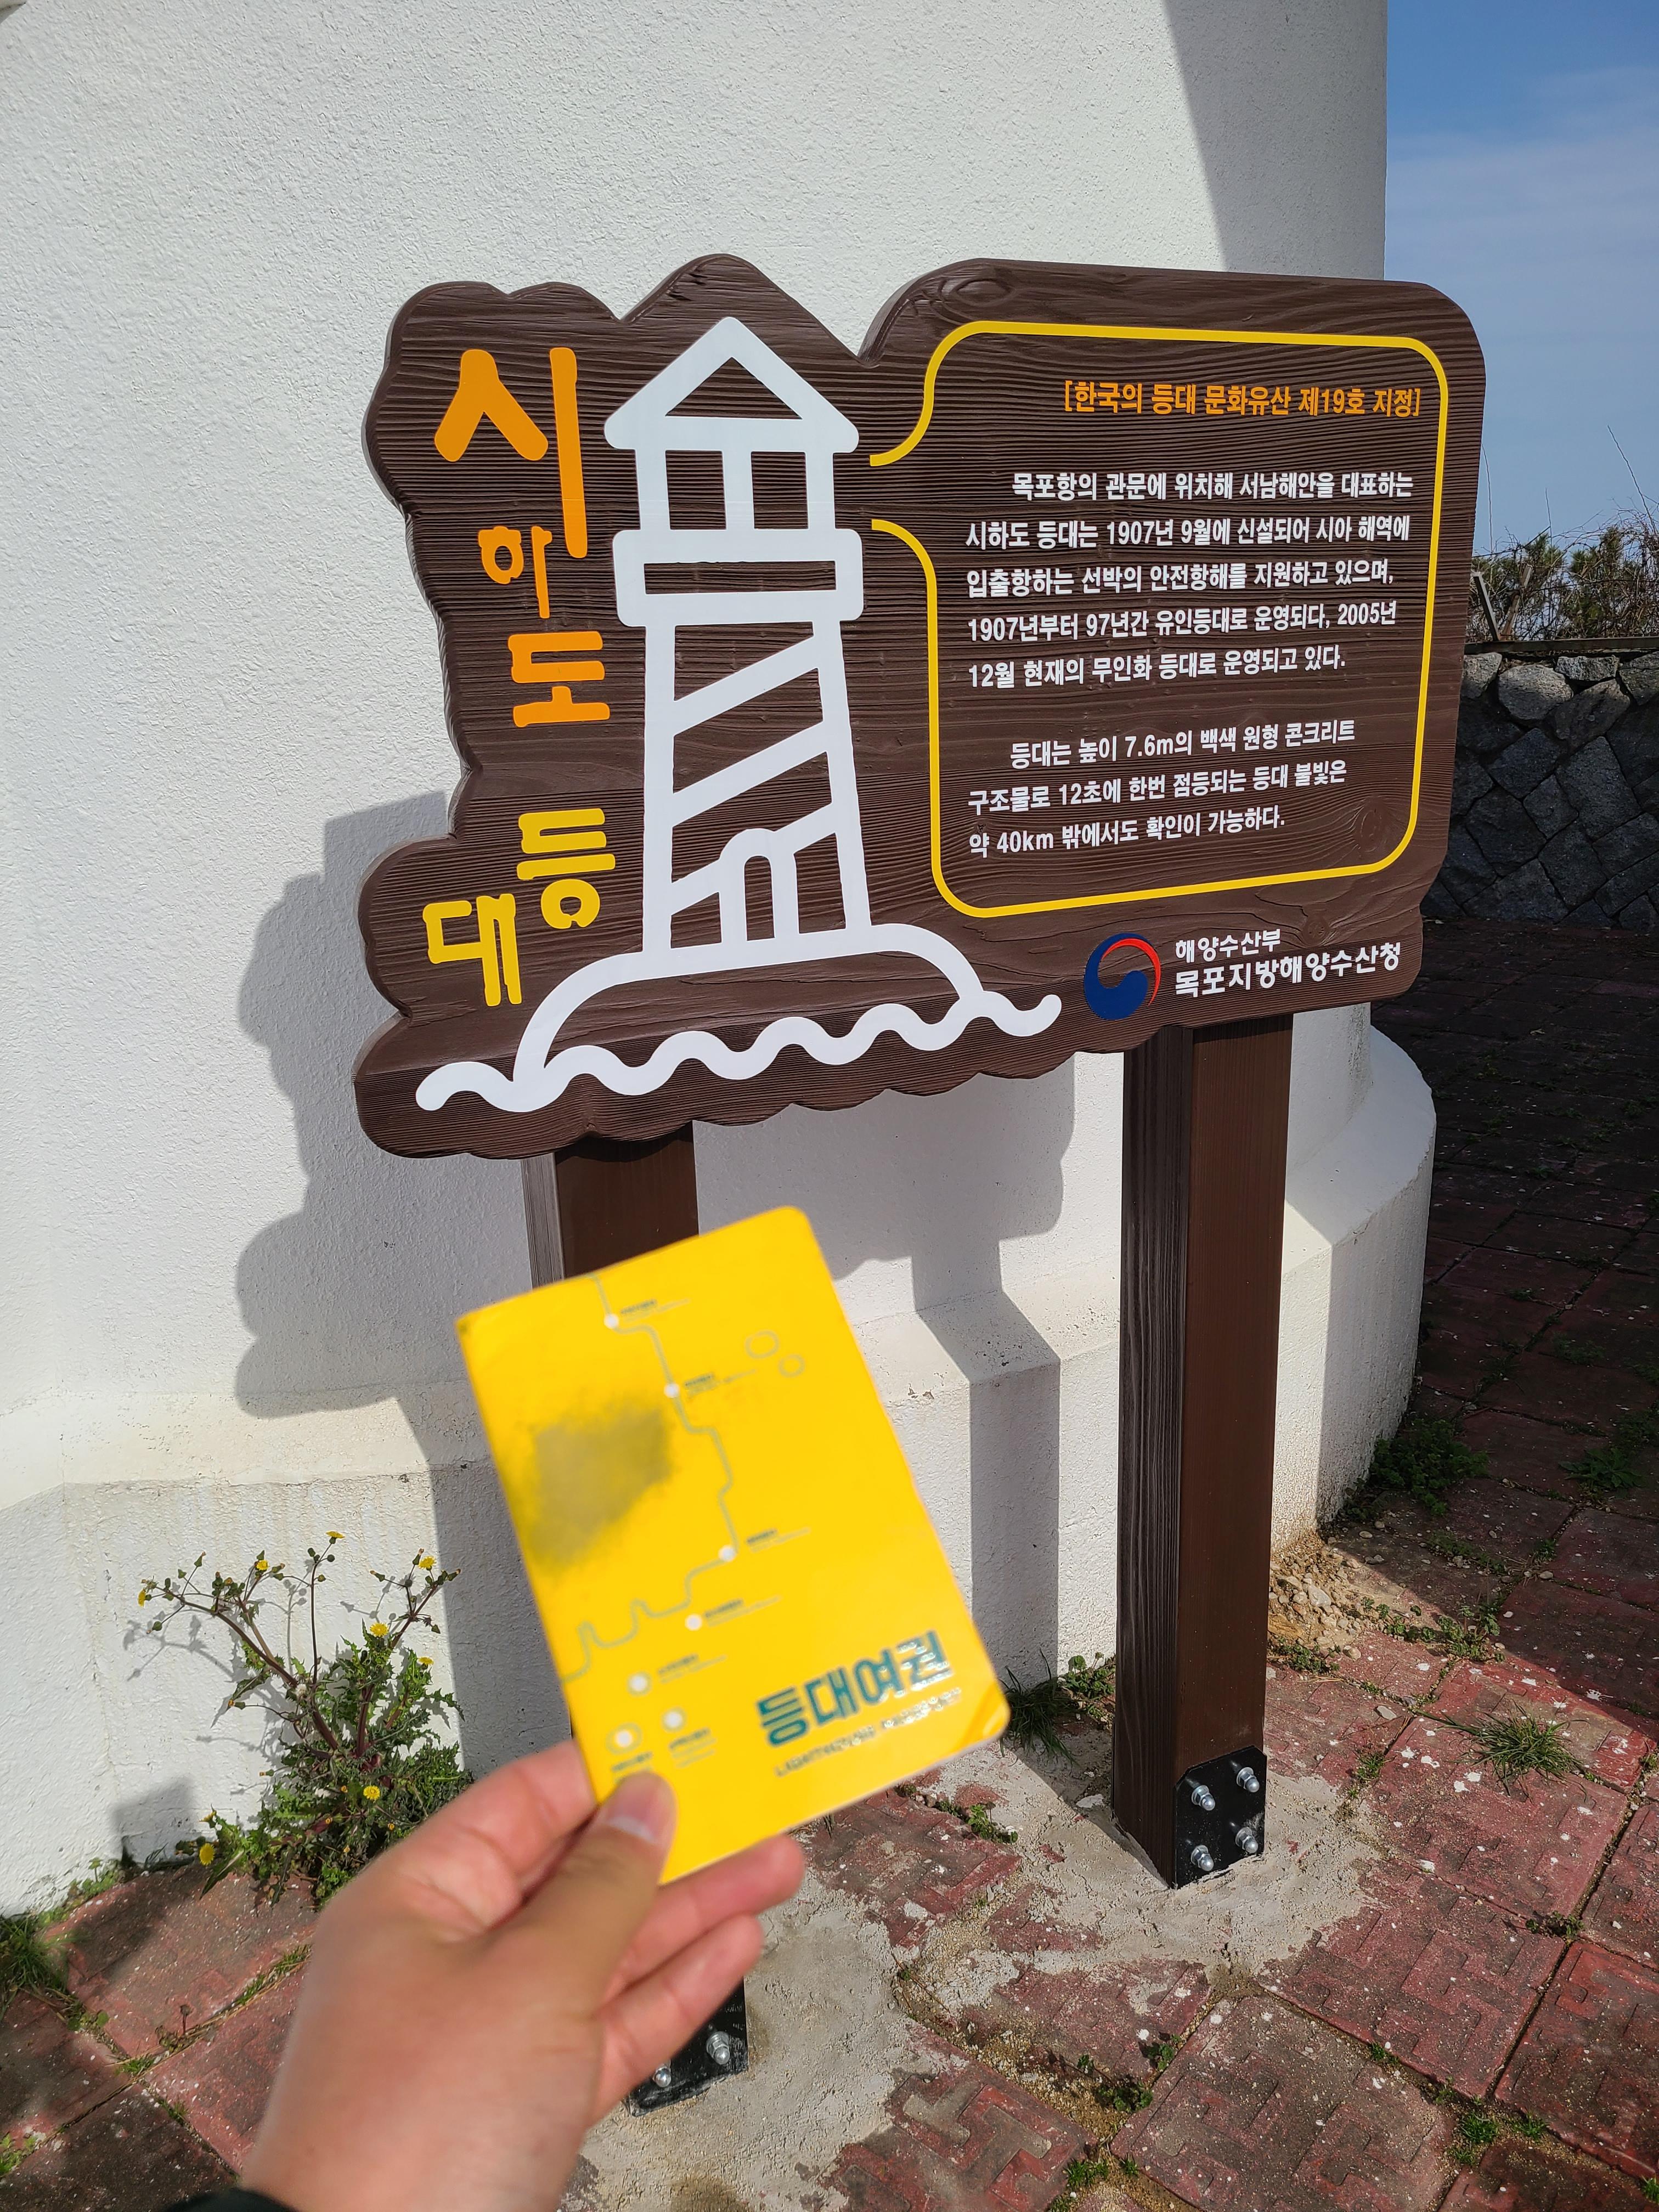 시하도
등대
[한국의 등대 문화유산 제19호 지정]
목포항의 관문에 위치해 서남해안을 대표하는
시하도 등대는 1907년 9월에 신설되어 시아 해역에
입출항하는 선박의 안전항해를 지원하고 있으며,
1907년부터 97년간 유인등대로 운영되다, 2005년
12월 현재의 무인화 등대로 운영되고 있다.
등대는 높이 7.6m의 백색 원형 콘크리트
구조물로 12초에 한번 점등되는 등대 불빛은
약 40km 밖에서도 확인이 가능하다.
해양수산부
목포지방해양수산청
등대여권